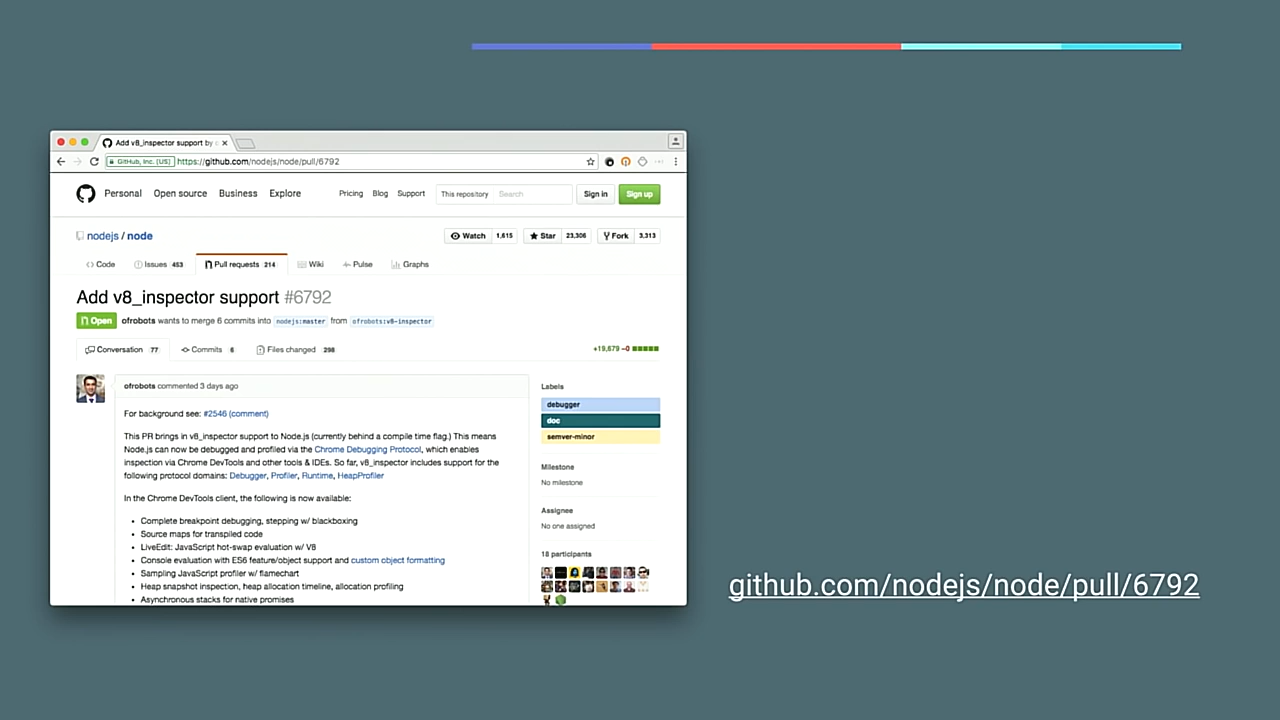 Add v8_inspector support by
GitHub, Inc. [US] https://github.com/nodejs/node/pull/6792
Personal Open source Business Explore Pricing Blog Support This repository Search Sign in Sign up
nodejs / node Watch 1,615 Star 23,306 Fork 3,313
Code Issues 453 Pull requests 214 Wiki Pulse Graphs
Add v8_inspector support #6792
Open ofrobots wants to merge 6 commits into nodejs:master from ofrobots:v8-inspector
Conversation 77 Commits 6 Files changed 298 +19,679 −0
ofrobots commented 3 days ago
For background see: #2546 (comment)
This PR brings in v8_inspector support to Node.js (currently behind a compile time flag.) This means
Node.js can now be debugged and profiled via the Chrome Debugging Protocol, which enables
inspection via Chrome DevTools and other tools & IDEs. So far, v8_inspector includes support for the
following protocol domains: Debugger, Profiler, Runtime, HeapProfiler
In the Chrome DevTools client, the following is now available:
• Complete breakpoint debugging, stepping w/ blackboxing
• Source maps for transpiled code
• LiveEdit: JavaScript hot-swap evaluation w/ V8
• Console evaluation with ES6 feature/object support and custom object formatting
• Sampling JavaScript profiler w/ flamechart
• Heap snapshot inspection, heap allocation timeline, allocation profiling
• Asynchronous stacks for native promises
Labels
debugger
doc
semver-minor
Milestone
No milestone
Assignee
No one assigned
18 participants
github.com/nodejs/node/pull/6792